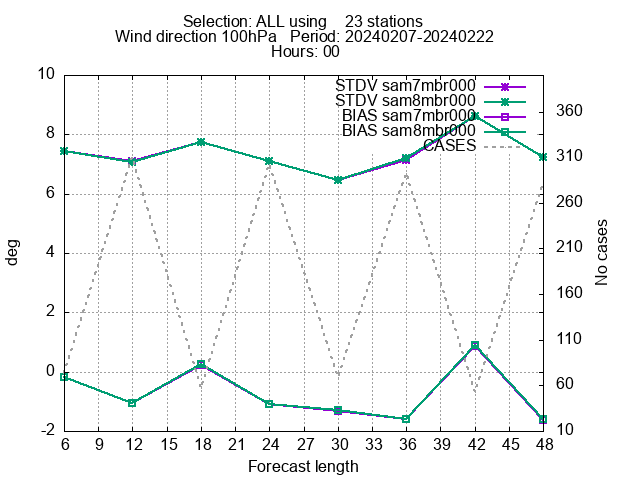 Selection: ALL using    23 stations
Wind direction 100hPa   Period: 20240207-20240222
Hours: 00
STDV sam7mbr000
STDV sam8mbr000
BIAS sam7mbr000
BIAS sam8mbr000
CASES
10
8
6
4
2
0
-2
deg
360
310
260
210
160
110
60
10
No cases
6 9 12 15 18 21 24 27 30 33 36 39 42 45 48
Forecast length